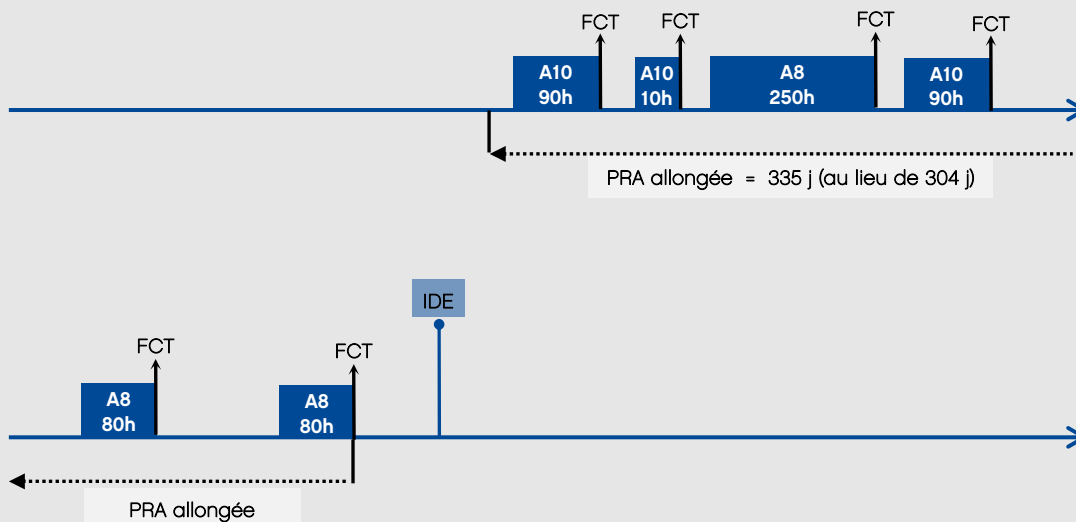 FCT
FCT
FCT
FCT
A10
90h
A10
10h
A8
250h
A10
90h
PRA allongée = 335 j (au lieu de 304 j)
IDE
FCT
FCT
A8
80h
A8
80h
PRA allongée